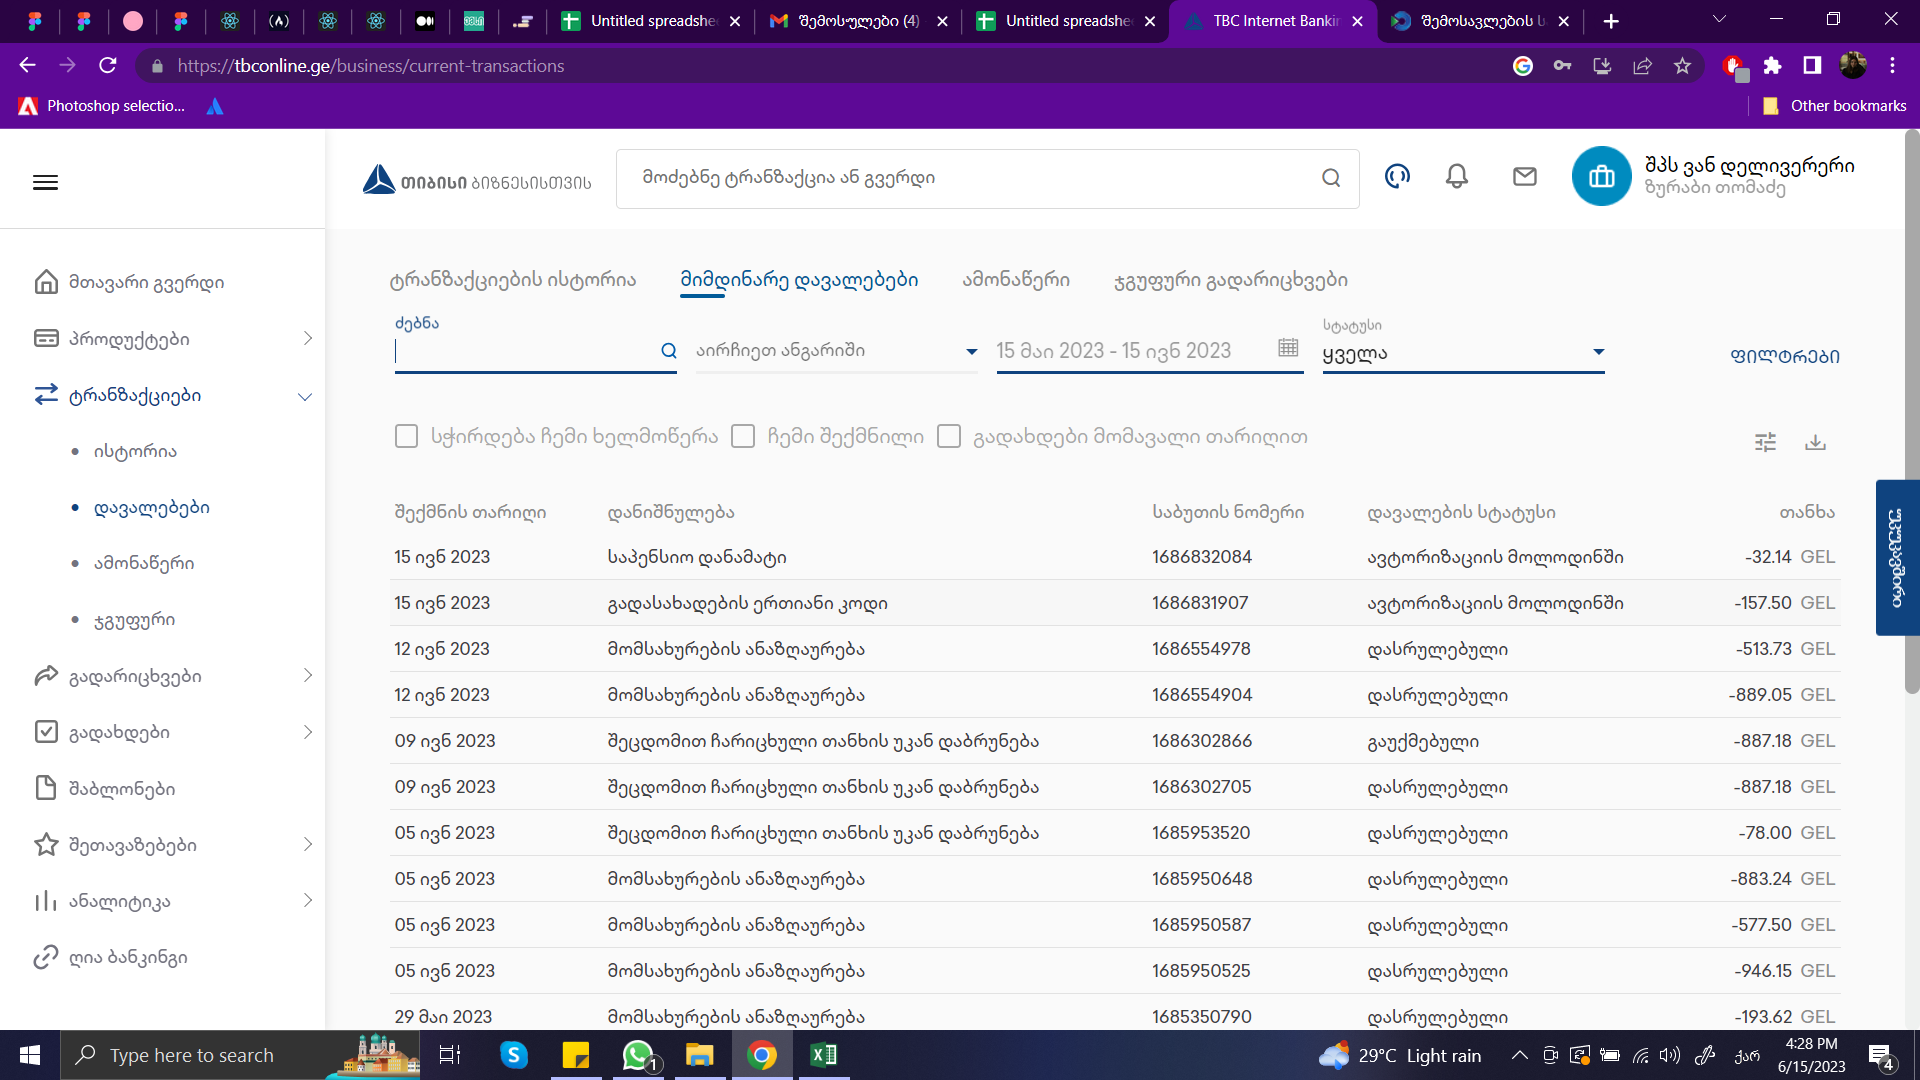 Untitled spreadshe
შემოსულები (4)
Untitled spreadshe
TBC Internet Bankin
შემოსავლების ს
https://tbconline.ge/business/current-transactions
Photoshop selectio...
Other bookmarks
თიბისი ბიზნესისთვის
მოძებნე ტრანზაქცია ან გვერდი
შპს ვან დელივერერი
ზურაბი თომაძე
მთავარი გვერდი
პროდუქტები
ტრანზაქციები
ისტორია
დავალებები
ამონაწერი
ჯგუფური
გადარიცხვები
გადახდები
შაბლონები
შეთავაზებები
ანალიტიკა
ღია ბანკინგი
ტრანზაქციების ისტორია მიმდინარე დავალებები ამონაწერი ჯგუფური გადარიცხვები
ძებნა
აირჩიეთ ანგარიში
15 მაი 2023 - 15 ივნ 2023
სტატუსი
ყველა
ფილტრები
სჭირდება ჩემი ხელმოწერა ჩემი შექმნილი გადახდები მომავალი თარიღით
შექმნის თარიღი დანიშნულება საბუთის ნომერი დავალების სტატუსი თანხა
15 ივნ 2023 საპენსიო დანამატი 1686832084 ავტორიზაციის მოლოდინში -32.14 GEL
15 ივნ 2023 გადასახადების ერთიანი კოდი 1686831907 ავტორიზაციის მოლოდინში -157.50 GEL
12 ივნ 2023 მომსახურების ანაზღაურება 1686554978 დასრულებული -513.73 GEL
12 ივნ 2023 მომსახურების ანაზღაურება 1686554904 დასრულებული -889.05 GEL
09 ივნ 2023 შეცდომით ჩარიცხული თანხის უკან დაბრუნება 1686302866 გაუქმებული -887.18 GEL
09 ივნ 2023 შეცდომით ჩარიცხული თანხის უკან დაბრუნება 1686302705 დასრულებული -887.18 GEL
05 ივნ 2023 შეცდომით ჩარიცხული თანხის უკან დაბრუნება 1685953520 დასრულებული -78.00 GEL
05 ივნ 2023 მომსახურების ანაზღაურება 1685950648 დასრულებული -883.24 GEL
05 ივნ 2023 მომსახურების ანაზღაურება 1685950587 დასრულებული -577.50 GEL
05 ივნ 2023 მომსახურების ანაზღაურება 1685950525 დასრულებული -946.15 GEL
29 მაი 2023 მომსახურების ანაზღაურება 1685350790 დასრულებული -193.62 GEL
Type here to search
1
29°C Light rain
ქარ
4:28 PM
6/15/2023
4